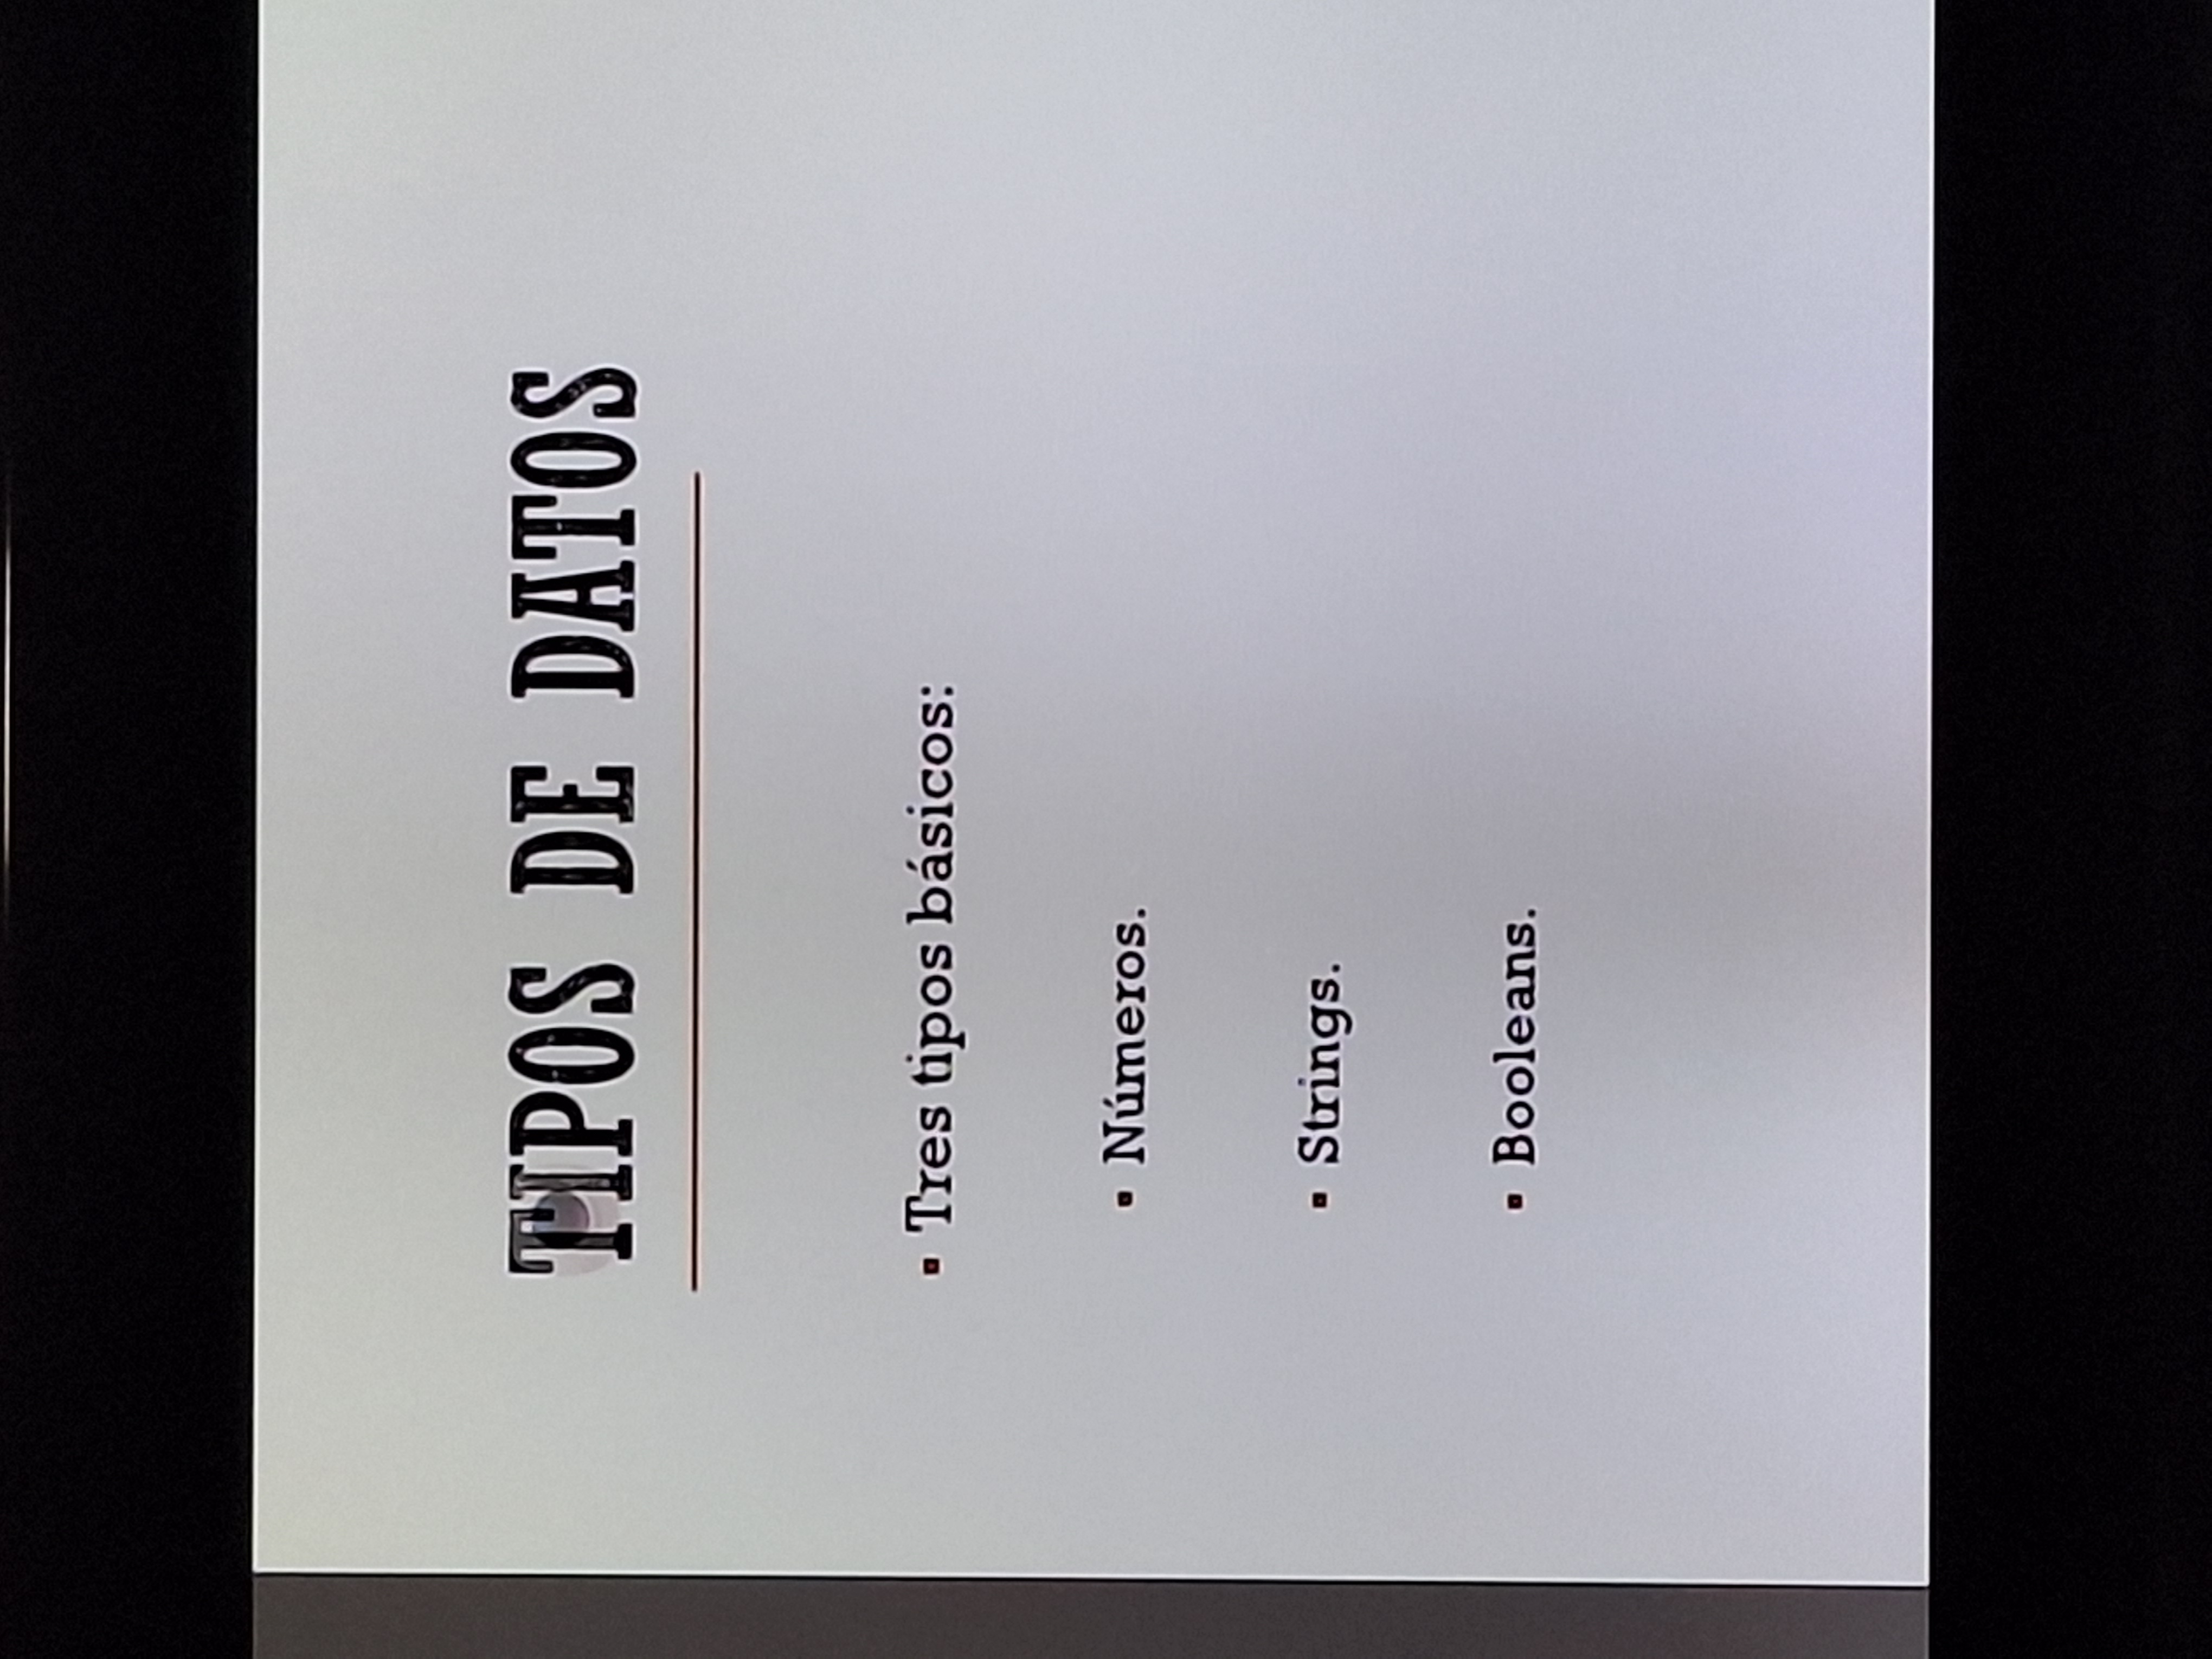 TIPOS DE DATOS
Tres tipos básicos:
Números.
Strings.
Booleans.